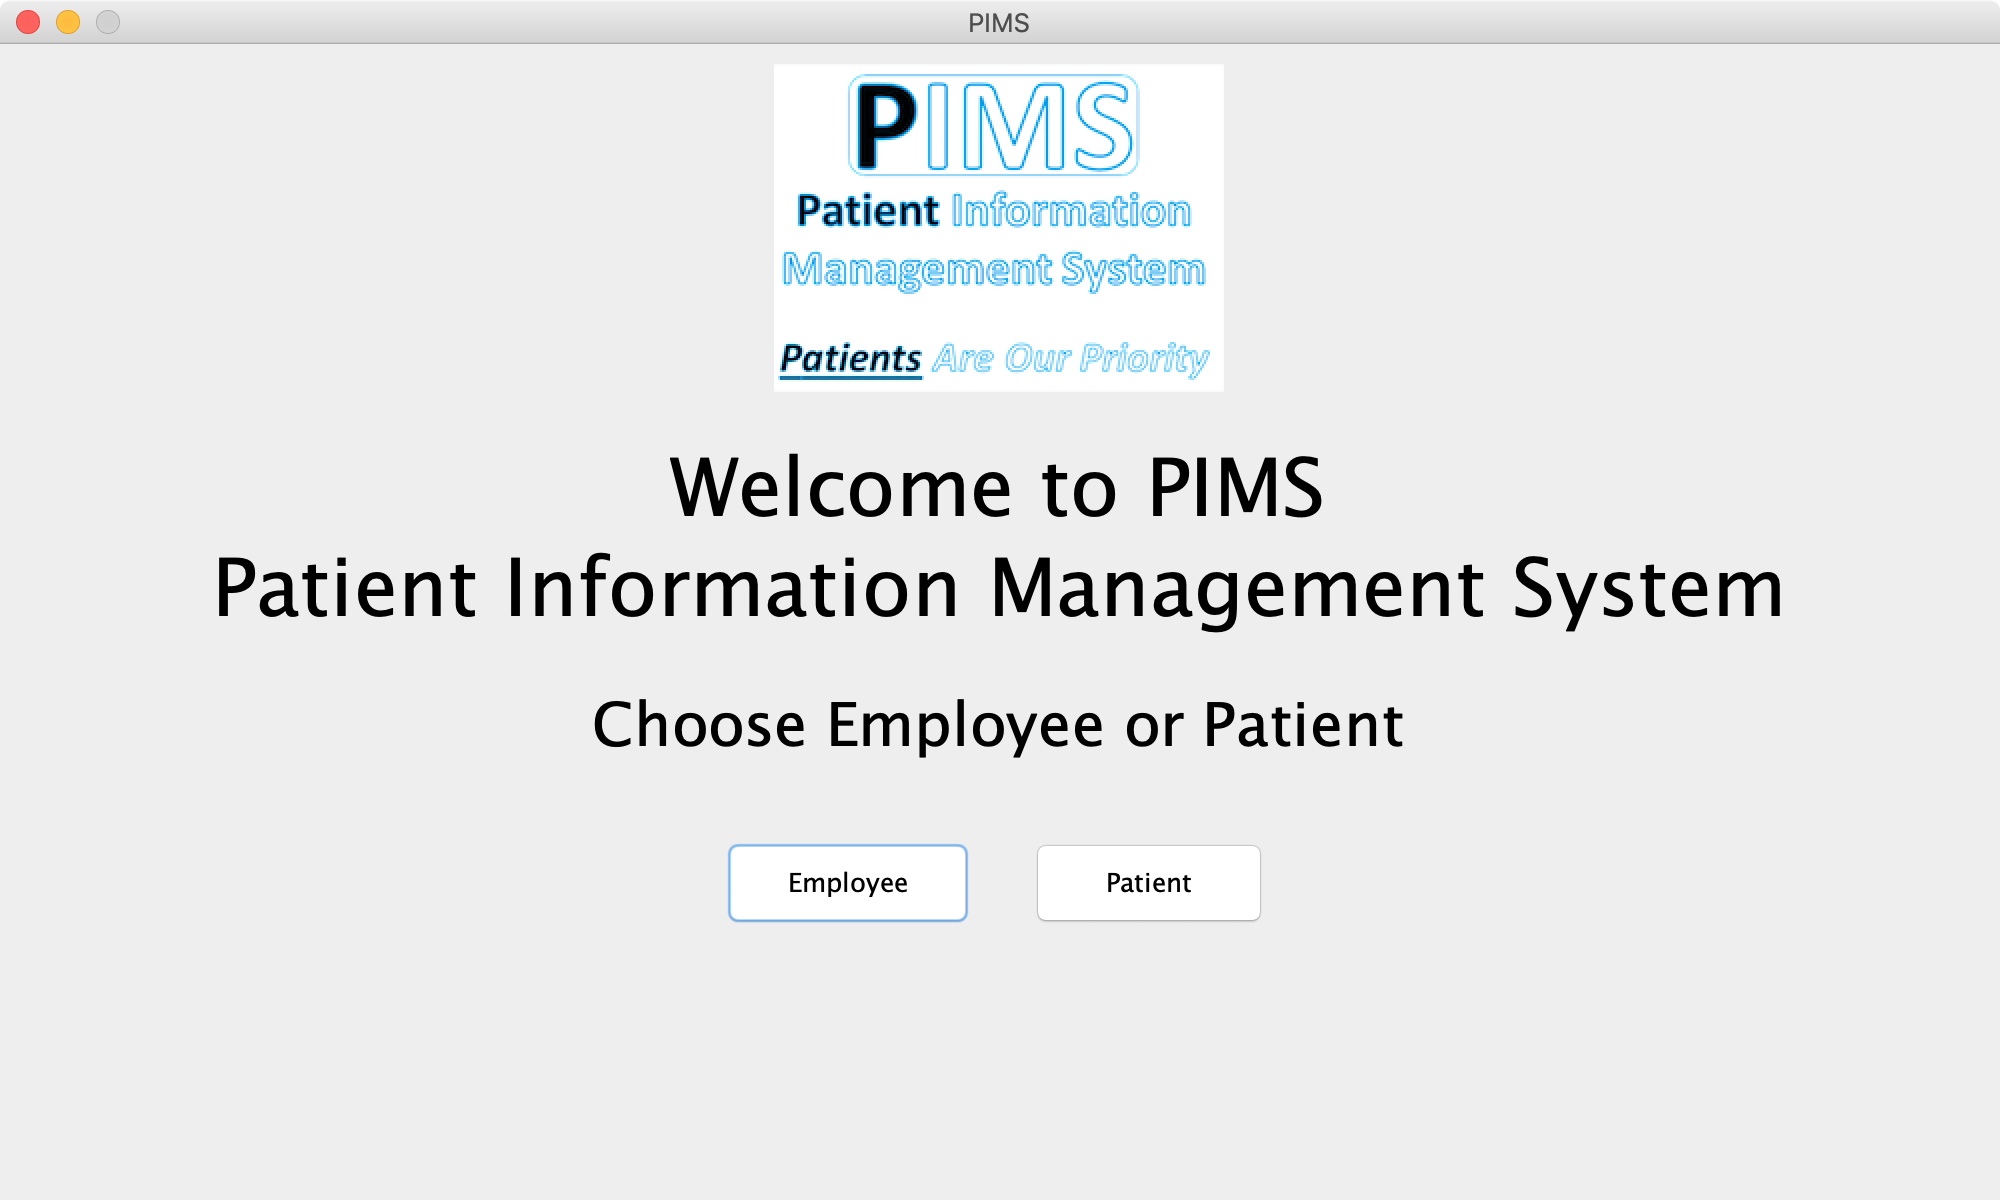 PIMS
PIMS
Patient Information
Management System
Patients Are Our Priority
Welcome to PIMS
Patient Information Management System
Choose Employee or Patient
Employee Patient